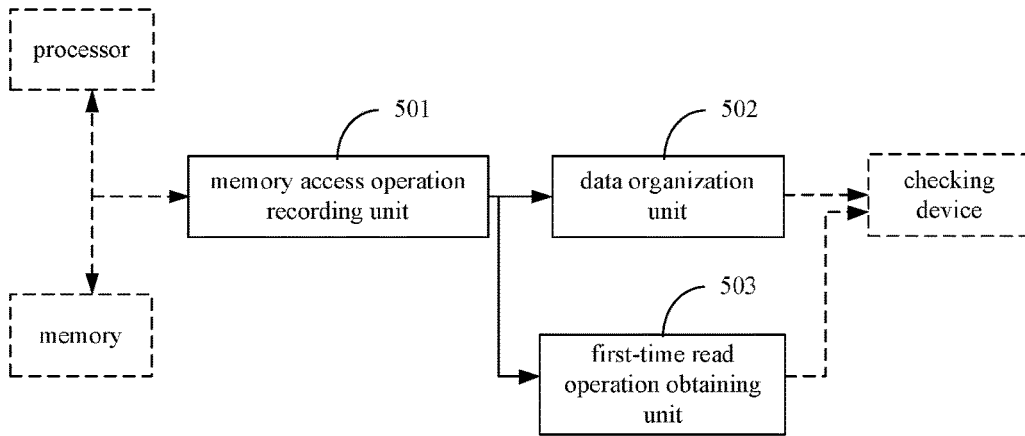 processor
501
502
memory access operation
recording unit
data organization
unit
checking
device
503
memory
first-time read
operation obtaining
unit